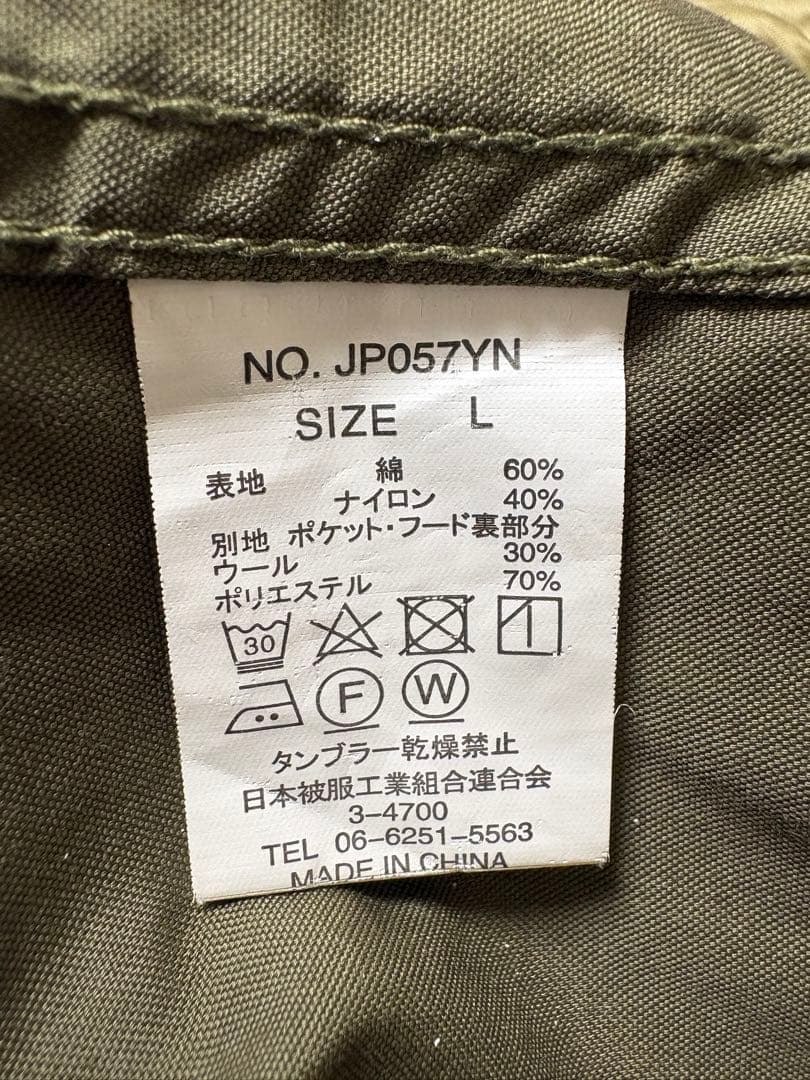 NO. JP057YN
SIZE L
表地 綿 60%
ナイロン 40%
別地 ポケット・フード裏部分
ウール 30%
ポリエステル 70%
30
F W
タンブラー乾燥禁止
日本被服工業組合連合会
3-4700
TEL 06-6251-5563
MADE IN CHINA